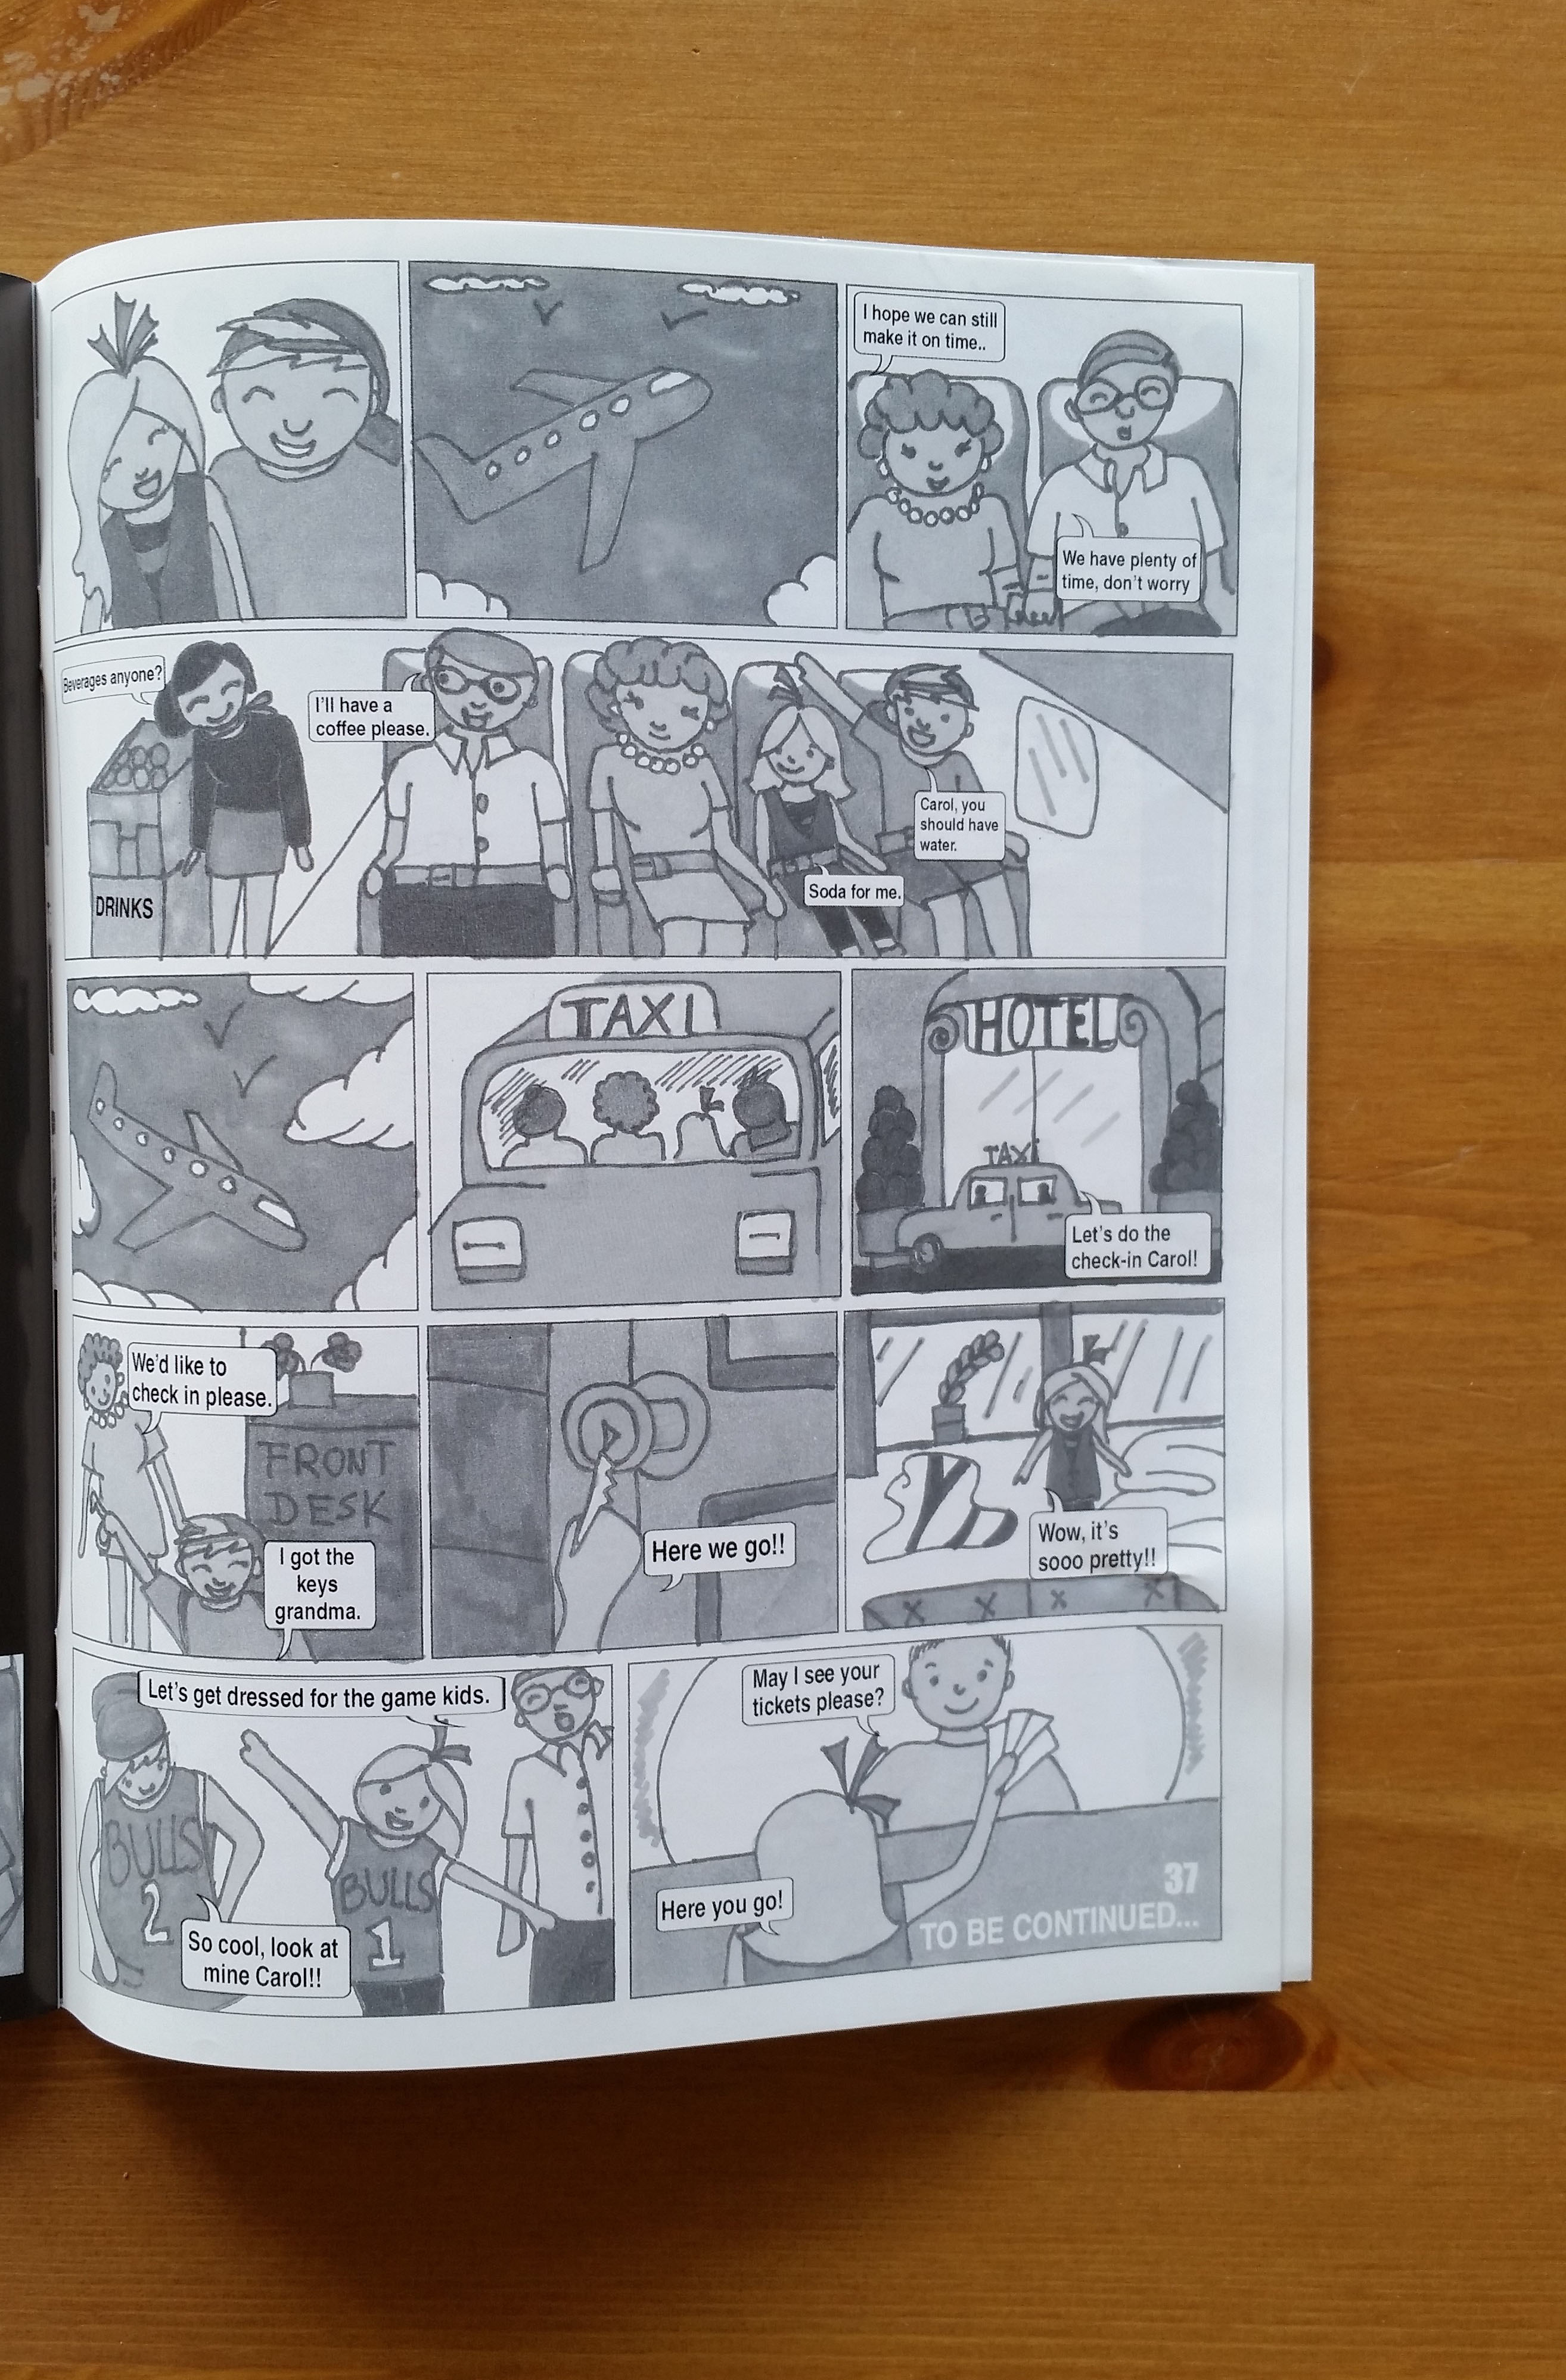 I hope we can still
make it on time..
We have plenty of
time, don't worry
Beverages anyone?
I'll have a
coffee please.
Carol, you
should have
water.
Soda for me.
DRINKS
TAXI
HOTEL
TAXI
Let's do the
check-in Carol!
We'd like to
check in please.
FRONT
DESK
I got the
keys
grandma.
Here we go!!
Wow, it's
sooo pretty!!
Let's get dressed for the game kids.
BULLS
2
BULLS
1
So cool, look at
mine Carol!!
May I see your
tickets please?
Here you go!
37
TO BE CONTINUED...